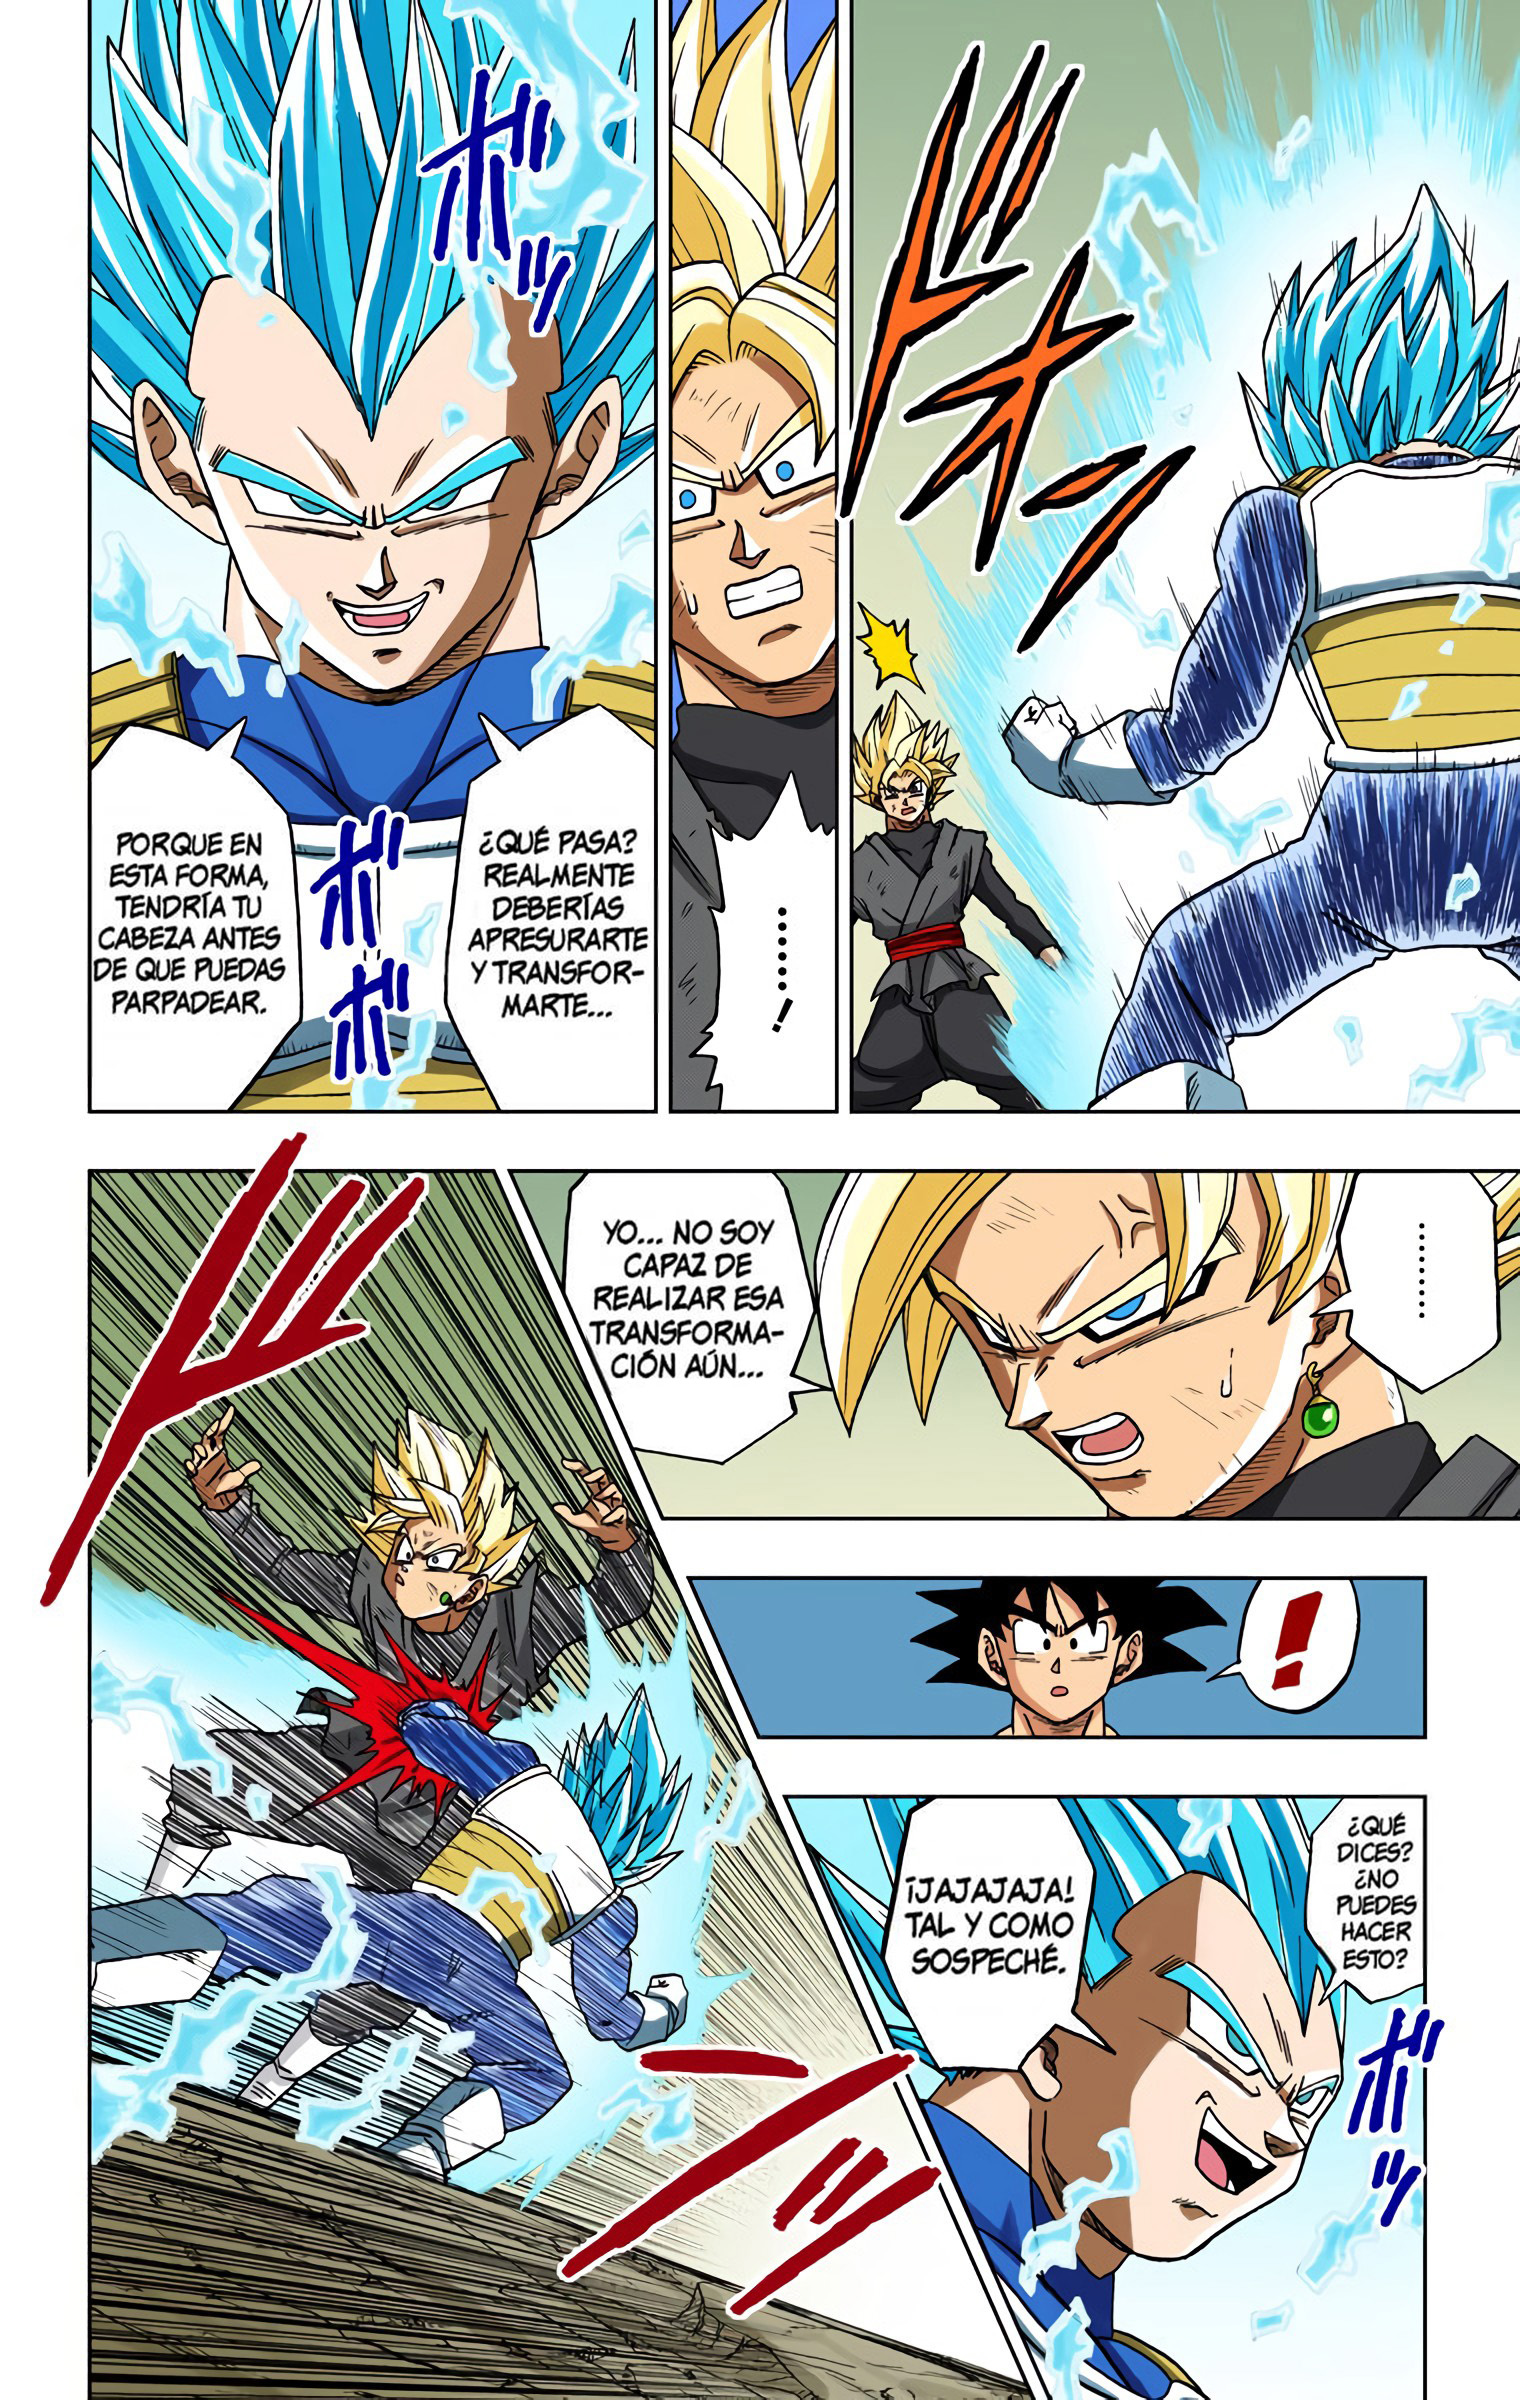 ドオン
……!
ボッ
¿QUÉ PASA?
REALMENTE
DEBERÍAS
APRESURARTE
Y TRANSFOR-
MARTE...
ボ
ボ
PORQUE EN
ESTA FORMA,
TENDRÍA TU
CABEZA ANTES
DE QUE PUEDAS
PARPADEAR.
………
YO... NO SOY
CAPAZ DE
REALIZAR ESA
TRANSFORMA-
CIÓN AÚN...
!
¿QUÉ
DICES?
¿NO
PUEDES
HACER
ESTO?
¡JAJAJAJA!
TAL Y COMO
SOSPECHÉ.
ボッ